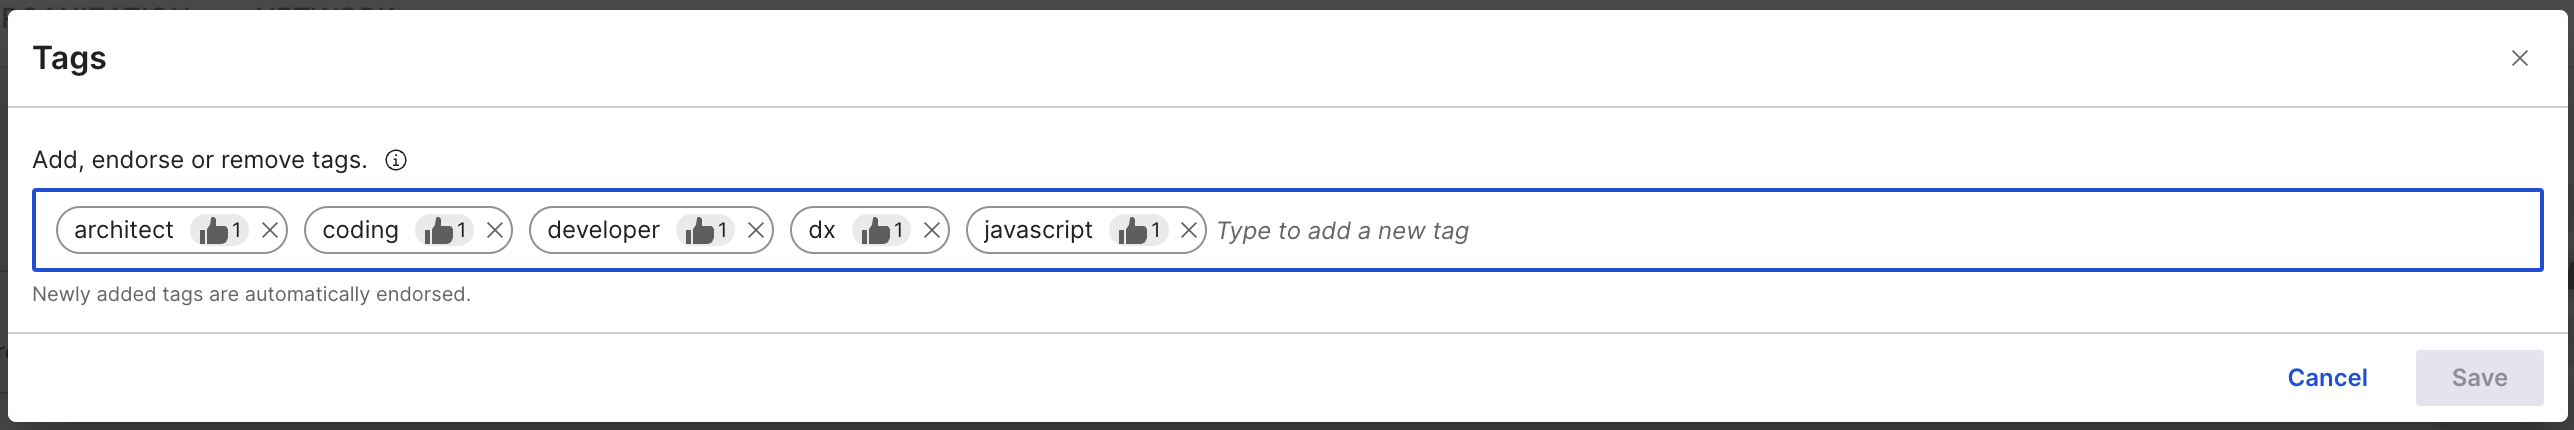 Tags
Add, endorse or remove tags.
architect 1 coding 1 developer 1 dx 1 javascript 1 Type to add a new tag
Newly added tags are automatically endorsed.
Cancel Save